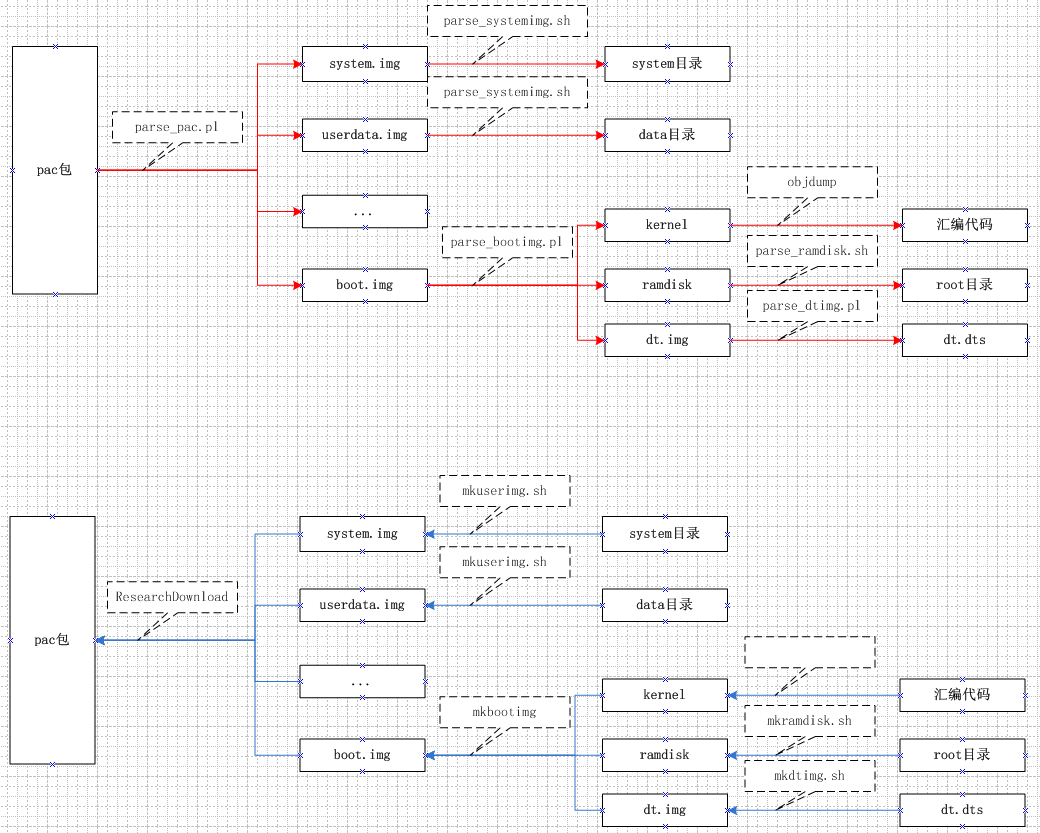 parse_systemimg.sh
system.img
system目录
parse_systemimg.sh
parse_pac.pl
userdata.img
data目录
pac包
objdump
...
kernel
汇编代码
parse_bootimg.pl
parse_ramdisk.sh
boot.img
ramdisk
root目录
parse_dtimg.pl
dt.img
dt.dts
mkuserimg.sh
system.img
system目录
mkuserimg.sh
ResearchDownload
userdata.img
data目录
pac包
...
kernel
汇编代码
mkbootimg
mkramdisk.sh
boot.img
ramdisk
root目录
mkdtimg.sh
dt.img
dt.dts